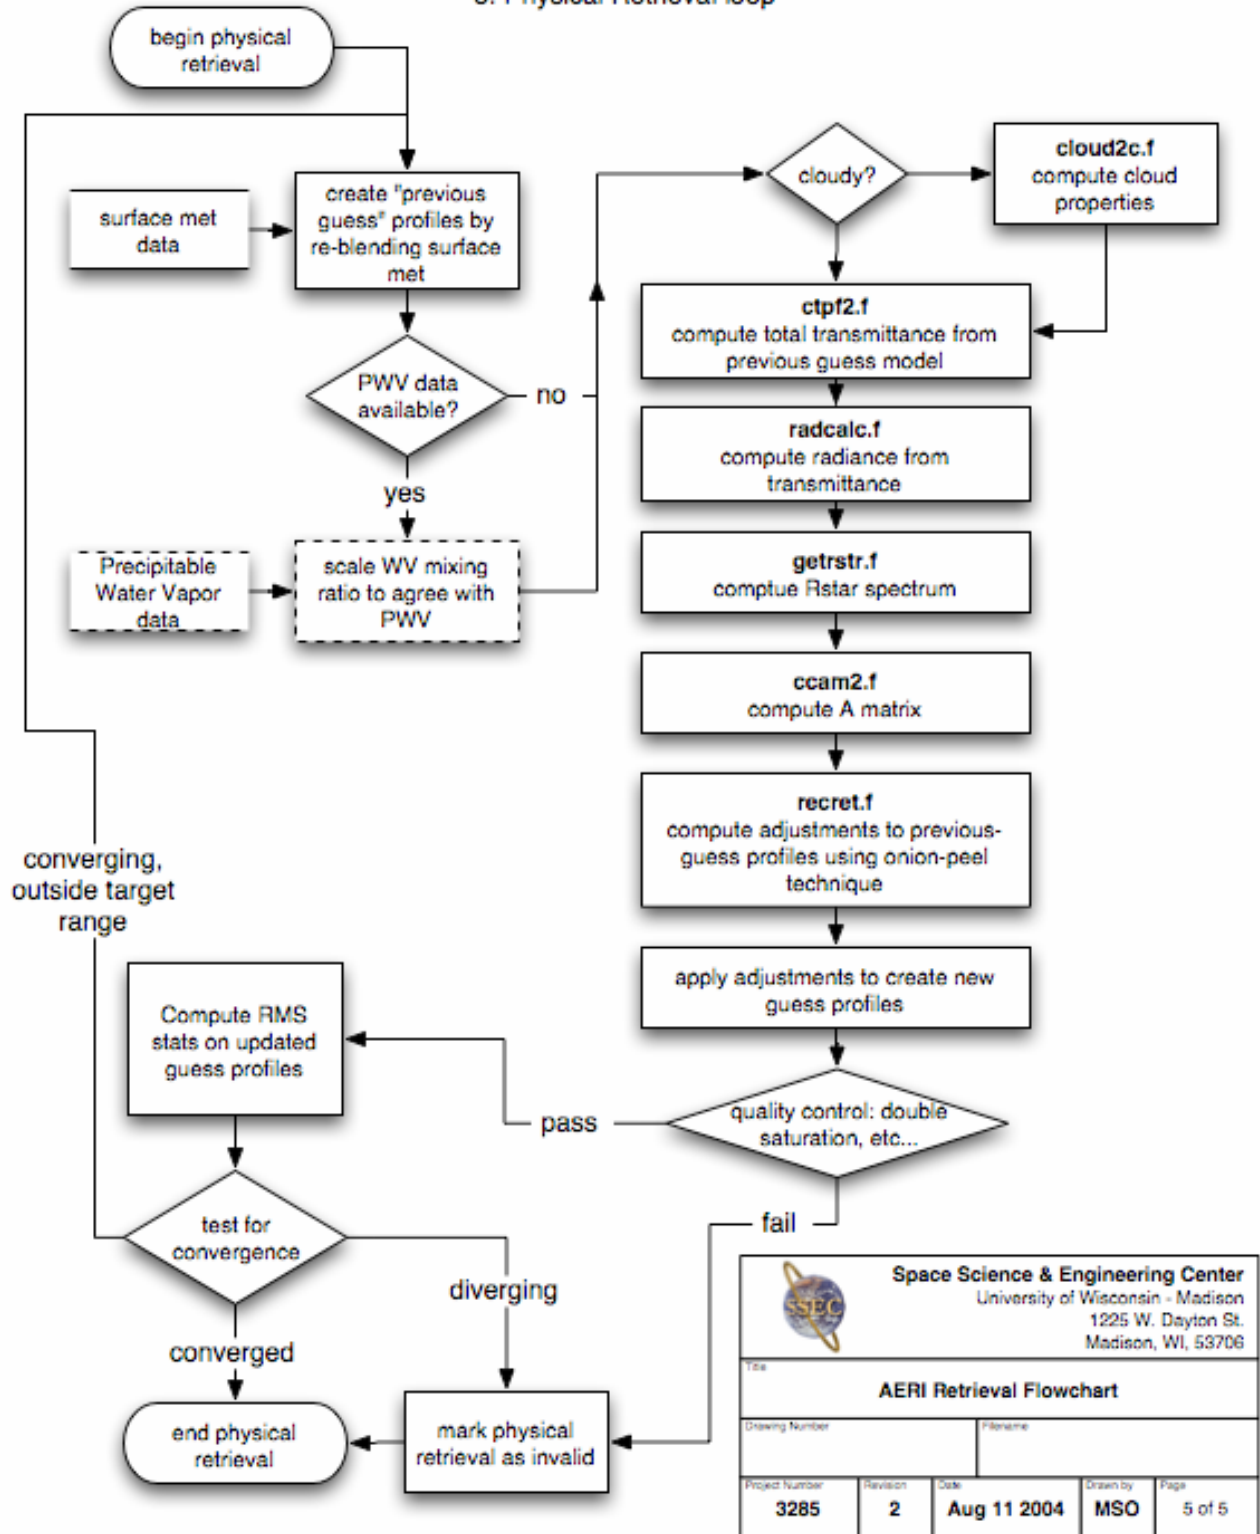 5. Physical Retrieval loop
begin physical
retrieval
surface met
data
create "previous
guess" profiles by
re-blending surface
met
cloudy?
cloud2c.f
compute cloud
properties
PWV data
available?
no
yes
Precipitable
Water Vapor
data
scale WV mixing
ratio to agree with
PWV
ctpf2.f
compute total transmittance from
previous guess model
radcalc.f
compute radiance from
transmittance
getrstr.f
comptue Rstar spectrum
ccam2.f
compute A matrix
recret.f
compute adjustments to previous-
guess profiles using onion-peel
technique
apply adjustments to create new
guess profiles
quality control: double
saturation, etc...
pass
fail
converging,
outside target
range
Compute RMS
stats on updated
guess profiles
test for
convergence
diverging
converged
end physical
retrieval
mark physical
retrieval as invalid
SSEC
Space Science & Engineering Center
University of Wisconsin - Madison
1225 W. Dayton St.
Madison, WI, 53706
Title
AERI Retrieval Flowchart
Drawing Number
Filename
Project Number
3285
Revision
2
Date
Aug 11 2004
Drawn by
MSO
Page
5 of 5